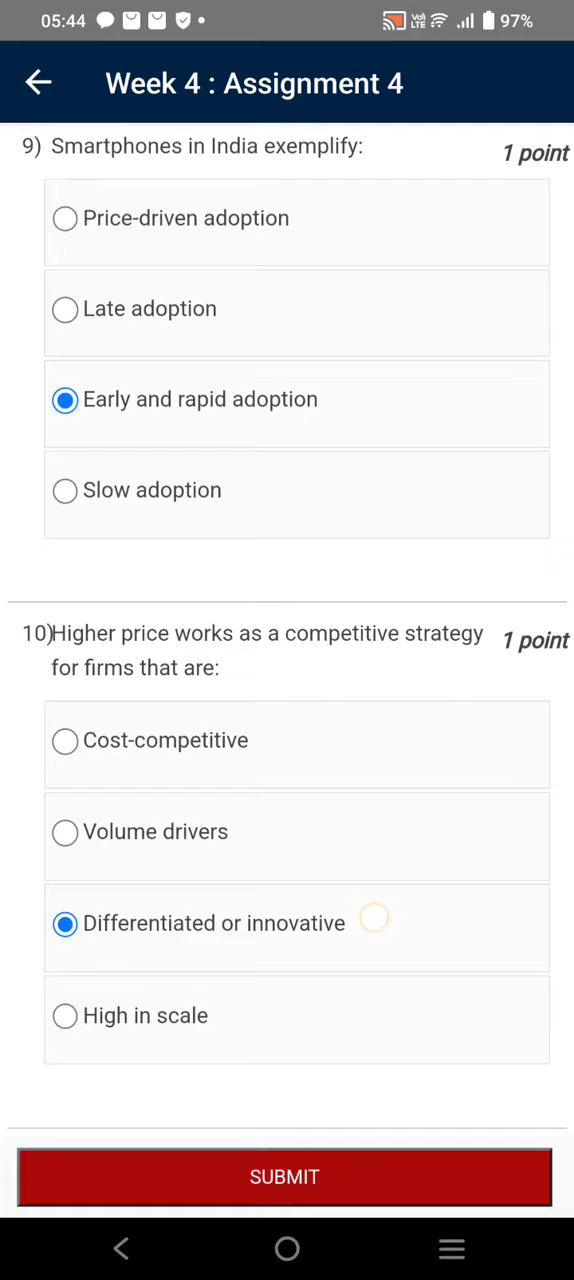 05:44
Vo) LTE
97%
Week 4 : Assignment 4
9) Smartphones in India exemplify:
1 point
Price-driven adoption
Late adoption
Early and rapid adoption
Slow adoption
10)Higher price works as a competitive strategy
for firms that are:
1 point
Cost-competitive
Volume drivers
Differentiated or innovative
High in scale
SUBMIT